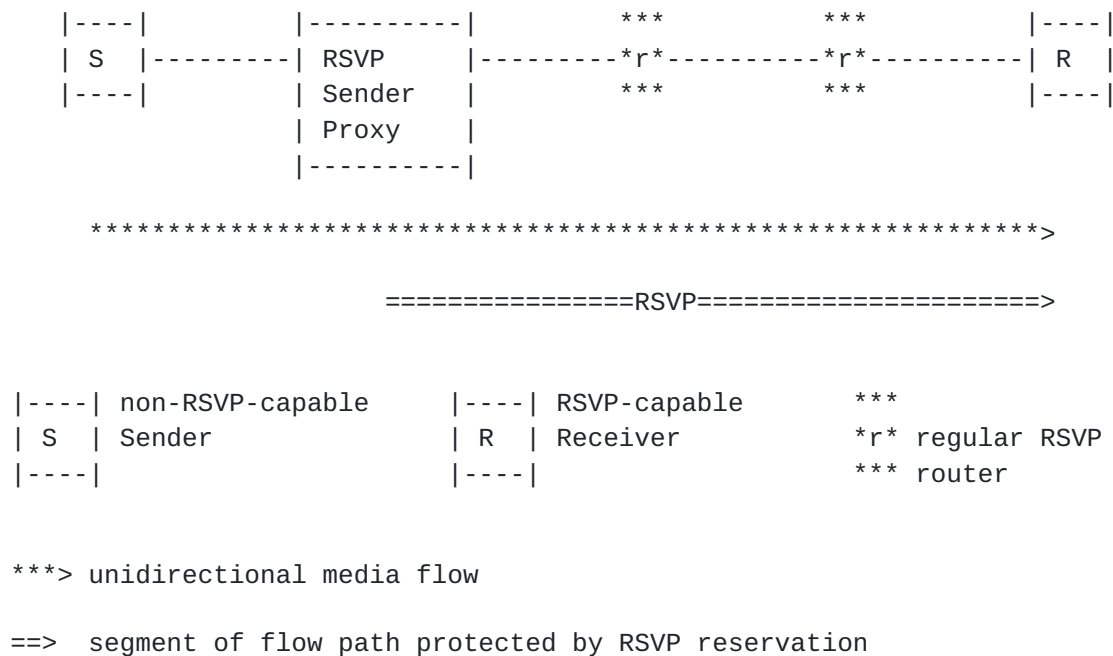 |----|          |----------|         ***          ***            |----|
| S  |---------| RSVP     |---------*r*----------*r*----------| R  |
|----|          | Sender   |         ***          ***            |----|
| Proxy    |
|----------|
*************************************************************>
================RSVP======================>
|----| non-RSVP-capable     |----| RSVP-capable       ***
| S  | Sender               | R  | Receiver           *r* regular RSVP
|----|                      |----|                    *** router
***> unidirectional media flow
==>  segment of flow path protected by RSVP reservation